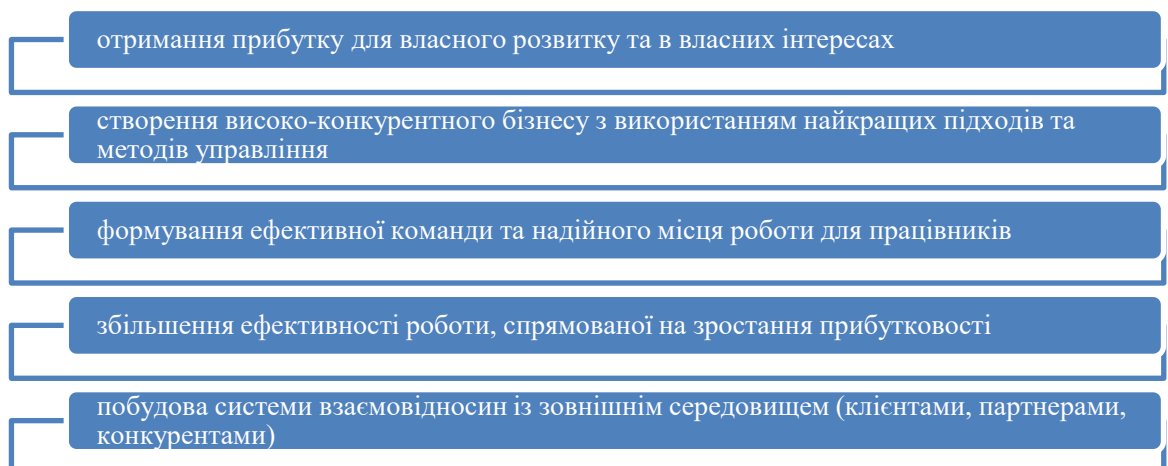 отримання прибутку для власного розвитку та в власних інтересах
створення високо-конкурентного бізнесу з використанням найкращих підходів та
методів управління
формування ефективної команди та надійного місця роботи для працівників
збільшення ефективності роботи, спрямованої на зростання прибутковості
побудова системи взаємовідносин із зовнішнім середовищем (клієнтами, партнерами,
конкурентами)